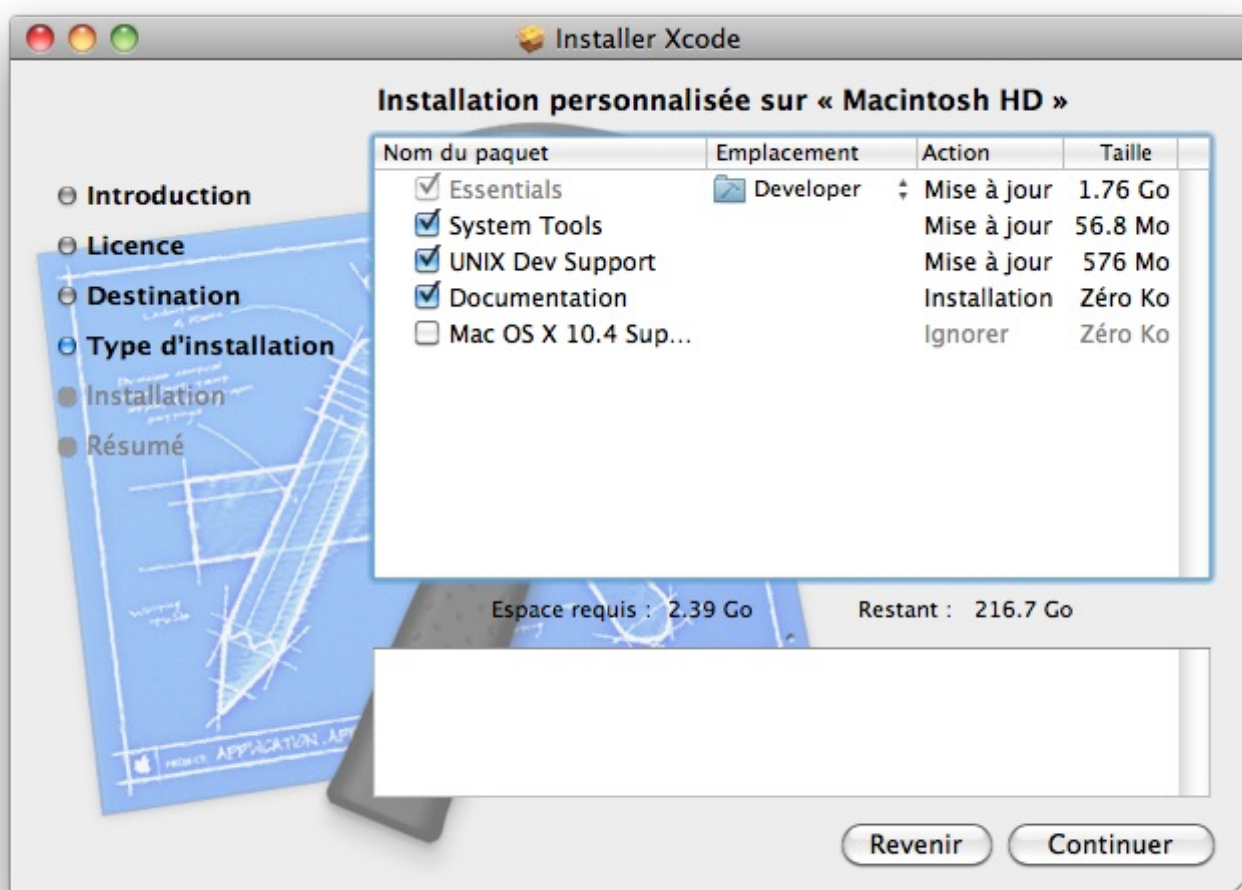 Installer Xcode
Installation personnalisée sur « Macintosh HD »
Nom du paquet Emplacement Action Taille
Essentials Developer Mise à jour 1.76 Go
System Tools Mise à jour 56.8 Mo
UNIX Dev Support Mise à jour 576 Mo
Documentation Installation Zéro Ko
Mac OS X 10.4 Sup... Ignorer Zéro Ko
Introduction
Licence
Destination
Type d'installation
Installation
Résumé
Espace requis : 2.39 Go Restant : 216.7 Go
PROJECT: APPLICATION.AP
Revenir Continuer